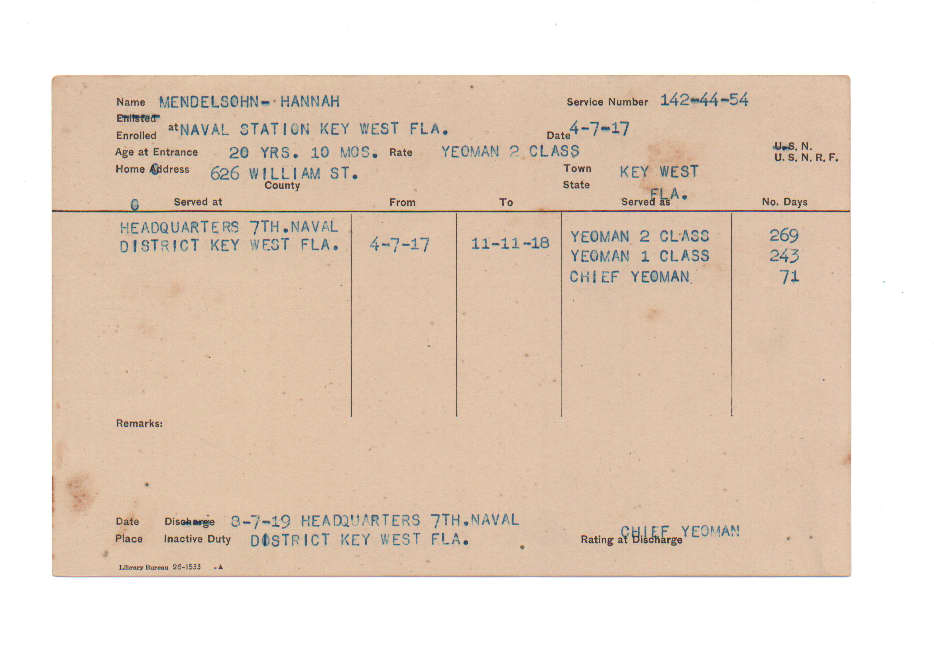 Name MENDELSOHN- HANNAH Service Number 142-44-54
Enlisted
Enrolled at NAVAL STATION KEY WEST FLA. Date 4-7-17
Age at Entrance 20 YRS. 10 MOS. Rate YEOMAN 2 CLASS U. S. N.
U. S. N. R. F.
Home Address 626 WILLIAM ST. Town KEY WEST
County State FLA.
Served at From To Served as No. Days
HEADQUARTERS 7TH.NAVAL
DISTRICT KEY WEST FLA. 4-7-17 11-11-18 YEOMAN 2 CLASS 269
YEOMAN 1 CLASS 243
CHIEF YEOMAN. 71
Remarks:
Date Discharge 8-7-19 HEADQUARTERS 7TH.NAVAL
Place Inactive Duty DISTRICT KEY WEST FLA. Rating at Discharge CHIEF YEOMAN
Library Bureau 26-1533 .A